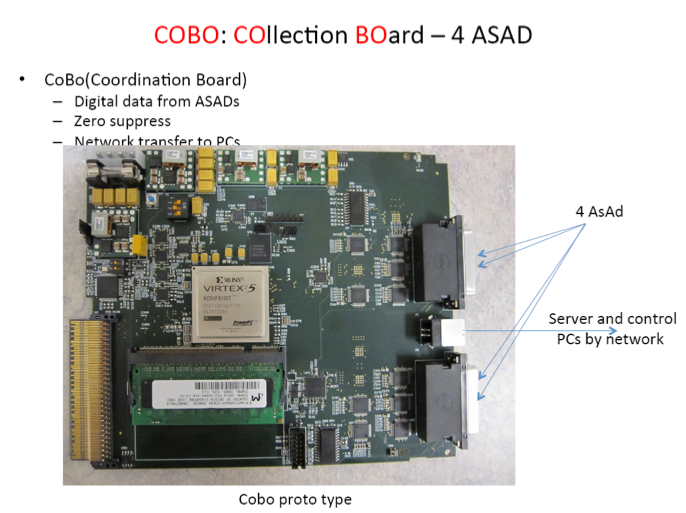 COBO: COllection BOard – 4 ASAD
• CoBo(Coordination Board)
– Digital data from ASADs
– Zero suppress
– Network transfer to PCs
4 AsAd
XILINX
VIRTEX-5
Server and control
PCs by network
PowerPC
Cobo proto type